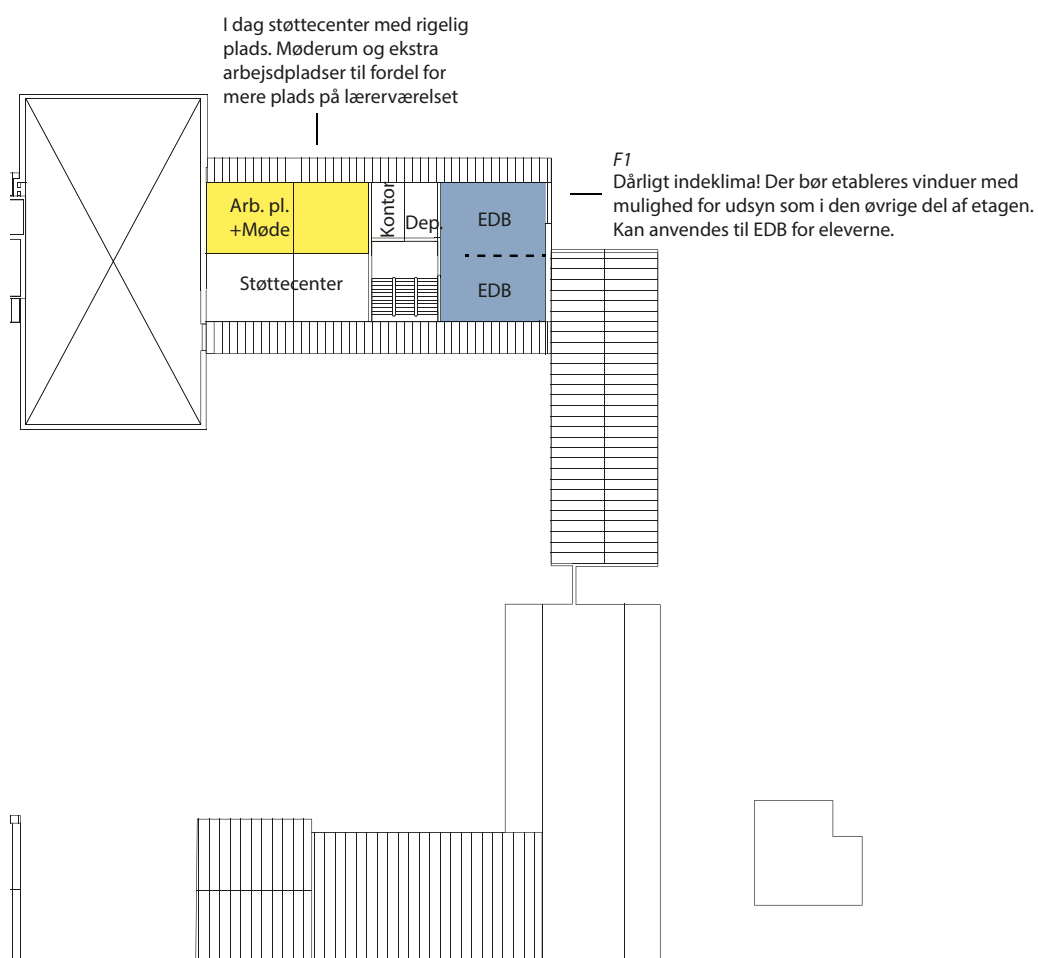 I dag støttecenter med rigelig
plads. Møderum og ekstra
arbejsdpladser til fordel for
mere plads på lærerværelset
F1
Dårligt indeklima! Der bør etableres vinduer med
mulighed for udsyn som i den øvrige del af etagen.
Kan anvendes til EDB for eleverne.
Arb. pl.
+Møde
Kontor
Dep.
EDB
Støttecenter
EDB